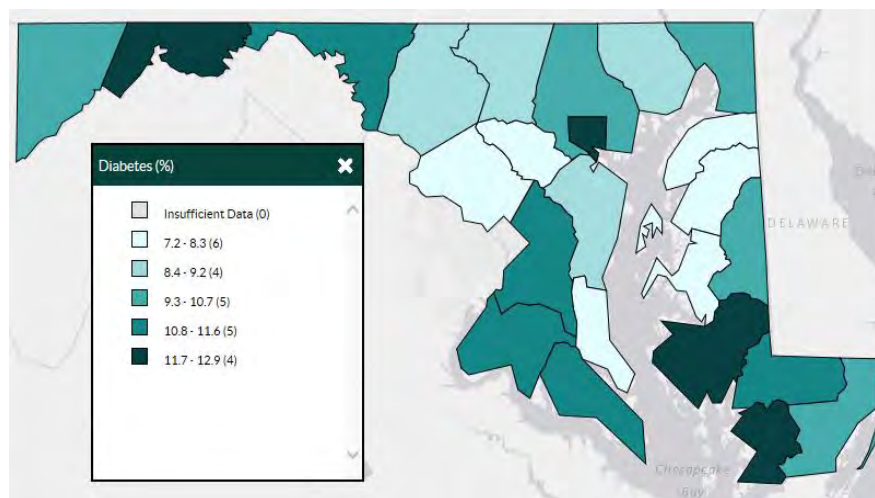 Diabetes (%)
Insufficient Data (0)
7.2 - 8.3 (6)
8.4 - 9.2 (4)
9.3 - 10.7 (5)
10.8 - 11.6 (5)
11.7 - 12.9 (4)
DELAWARE
Chesapeake
Bay